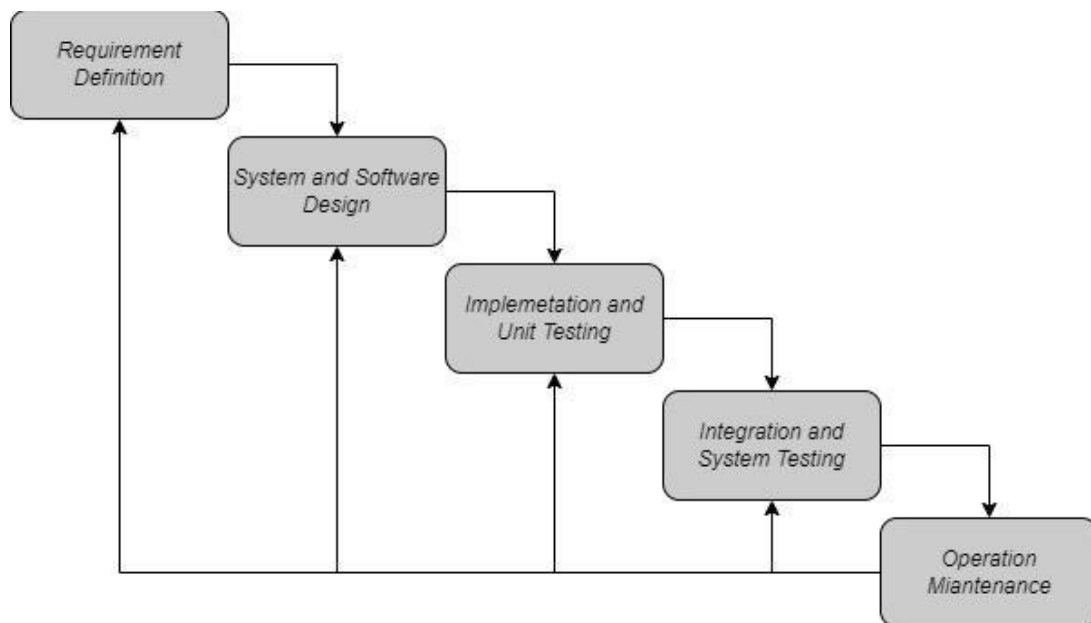 Requirement
Definition
System and Software
Design
Implemetation and
Unit Testing
Integration and
System Testing
Operation
Miantenance